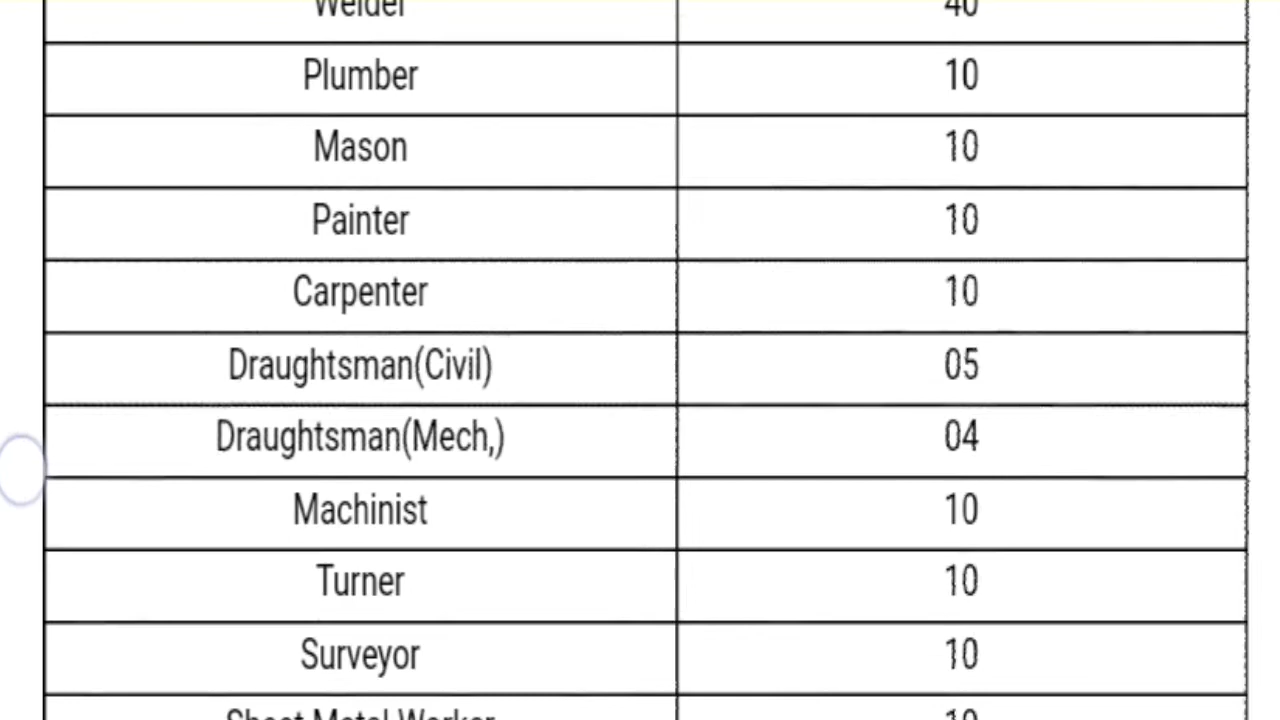 Welder 40
Plumber 10
Mason 10
Painter 10
Carpenter 10
Draughtsman(Civil) 05
Draughtsman(Mech,) 04
Machinist 10
Turner 10
Surveyor 10
Sheet Metal Worker 10